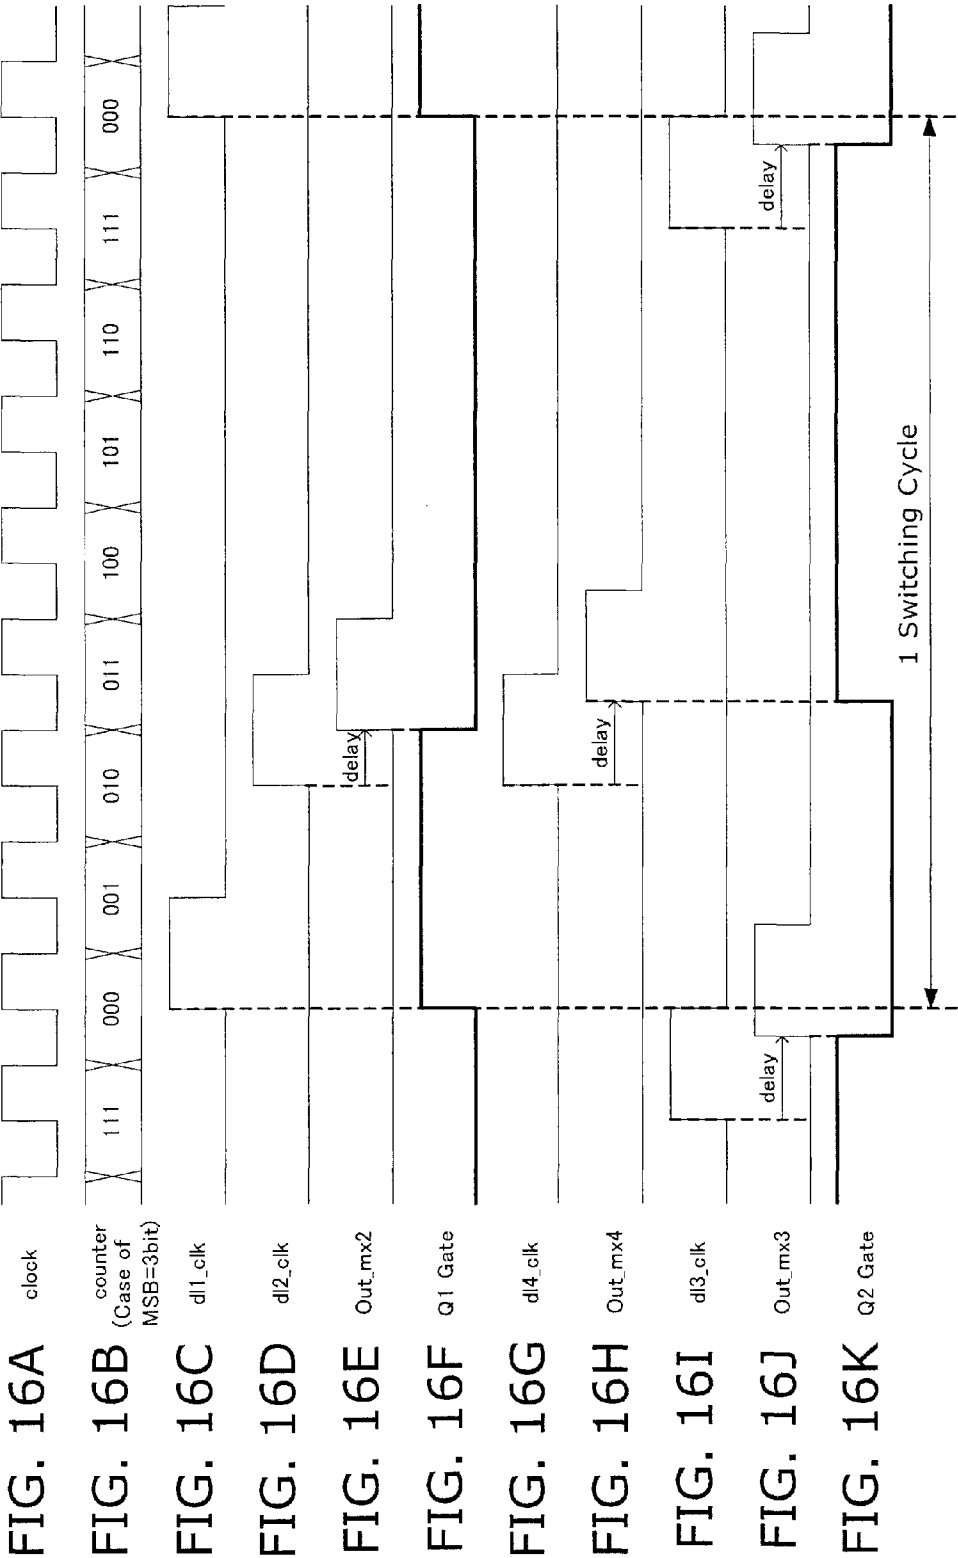 FIG. 16A clock
FIG. 16B counter
(Case of
MSB=3bit)
111 000 001 010 011 100 101 110 111 000
FIG. 16C dl1_clk
FIG. 16D dl2_clk
FIG. 16E Out_mx2
delay
FIG. 16F Q1 Gate
FIG. 16G dl4_clk
FIG. 16H Out_mx4
delay
FIG. 16I dl3_clk
FIG. 16J Out_mx3
delay delay
FIG. 16K Q2 Gate
1 Switching Cycle